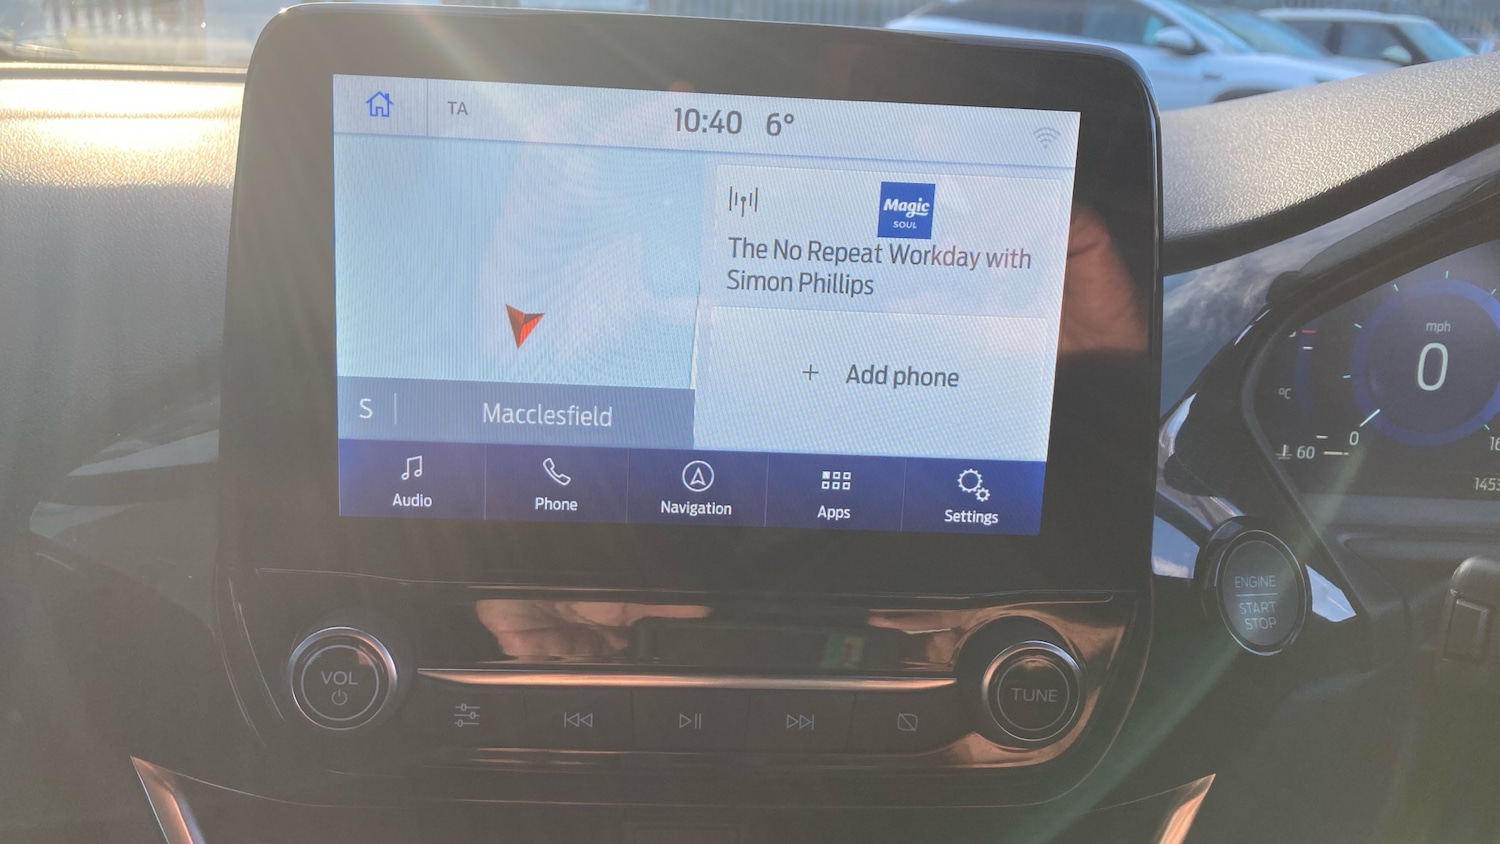 TA
10:40 6°
Magic
SOUL
The No Repeat Workday with
Simon Phillips
+ Add phone
S
Macclesfield
Audio
Phone
Navigation
Apps
Settings
VOL
TUNE
mph
0
°C
60
0
ENGINE
START
STOP